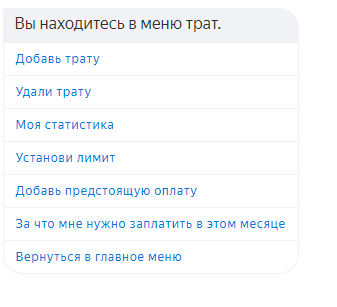 Вы находитесь в меню трат.
Добавь трату
Удали трату
Моя статистика
Установи лимит
Добавь предстоящую оплату
За что мне нужно заплатить в этом месяце
Вернуться в главное меню